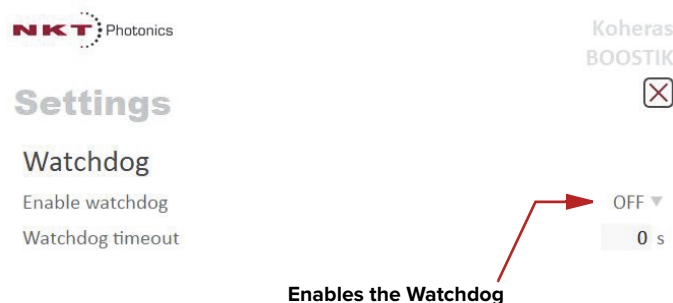 NKT Photonics
Koheras
BOOSTIK
Settings
Watchdog
Enable watchdog OFF
Watchdog timeout 0 s
Enables the Watchdog